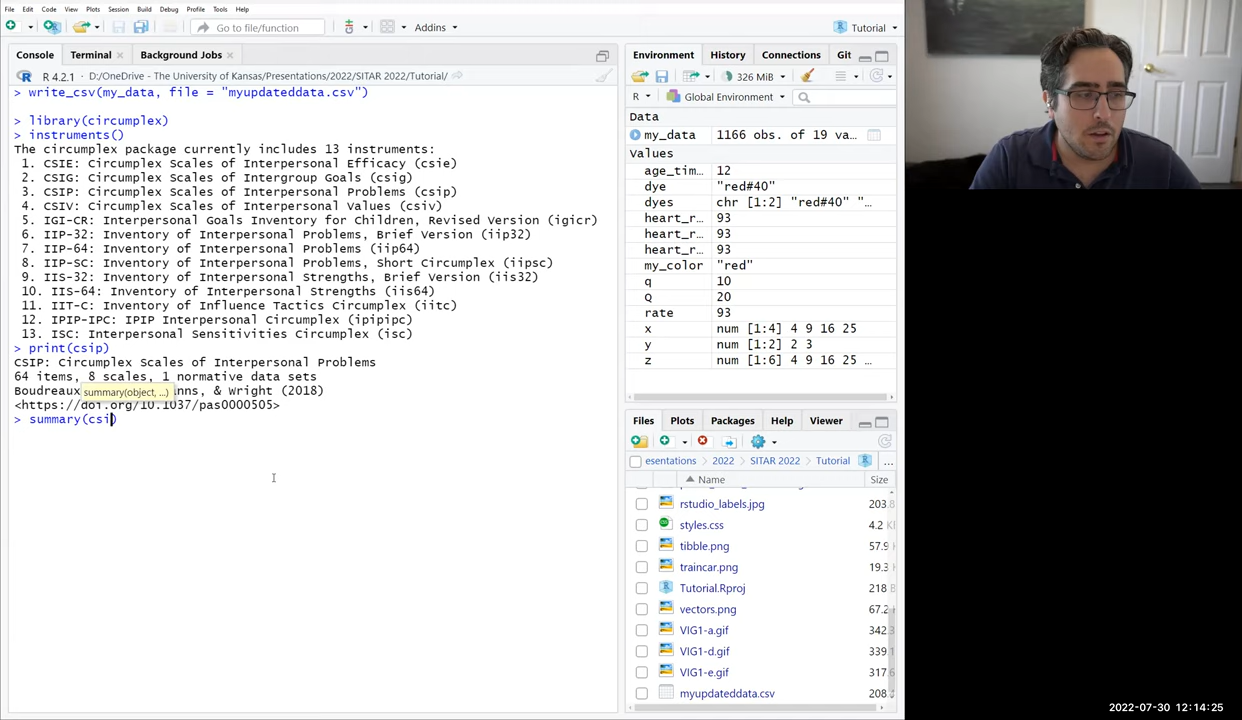 File Edit Code View Plots Session Build Debug Profile Tools Help
Go to file/function
Addins
Tutorial
Console Terminal Background Jobs
R 4.2.1 · D:/OneDrive - The University of Kansas/Presentations/2022/SITAR 2022/Tutorial/
> write_csv(my_data, file = "myupdateddata.csv")
> library(circumplex)
> instruments()
The circumplex package currently includes 13 instruments:
1. CSIE: Circumplex Scales of Interpersonal Efficacy (csie)
2. CSIG: Circumplex Scales of Intergroup Goals (csig)
3. CSIP: Circumplex Scales of Interpersonal Problems (csip)
4. CSIV: Circumplex Scales of Interpersonal Values (csiv)
5. IGI-CR: Interpersonal Goals Inventory for Children, Revised Version (igicr)
6. IIP-32: Inventory of Interpersonal Problems, Brief Version (iip32)
7. IIP-64: Inventory of Interpersonal Problems (iip64)
8. IIP-SC: Inventory of Interpersonal Problems, Short Circumplex (iipsc)
9. IIS-32: Inventory of Interpersonal Strengths, Brief Version (iis32)
10. IIS-64: Inventory of Interpersonal Strengths (iis64)
11. IIT-C: Inventory of Influence Tactics Circumplex (iitc)
12. IPIP-IPC: IPIP Interpersonal Circumplex (ipipipc)
13. ISC: Interpersonal Sensitivities Circumplex (isc)
> print(csip)
CSIP: Circumplex Scales of Interpersonal Problems
64 items, 8 scales, 1 normative data sets
Boudreaux summary(object, ...) nns, & Wright (2018)
<https://doi.org/10.1037/pas0000505>
> summary(csi)
Environment History Connections Git
326 MiB
R Global Environment
Data
my_data 1166 obs. of 19 va...
Values
age_tim... 12
dye "red#40"
dyes chr [1:2] "red#40" "...
heart_r... 93
heart_r... 93
heart_r... 93
my_color "red"
q 10
Q 20
rate 93
x num [1:4] 4 9 16 25
y num [1:2] 2 3
z num [1:6] 4 9 16 25 ...
Files Plots Packages Help Viewer
esentations 2022 SITAR 2022 Tutorial ...
Name Size
rstudio_labels.jpg 203.8
styles.css 4.2 K
tibble.png 57.9
traincar.png 19.3
Tutorial.Rproj 218 B
vectors.png 67.2
VIG1-a.gif 342.
VIG1-d.gif 339.
VIG1-e.gif 317.
myupdateddata.csv 208.
2022-07-30 12:14:25